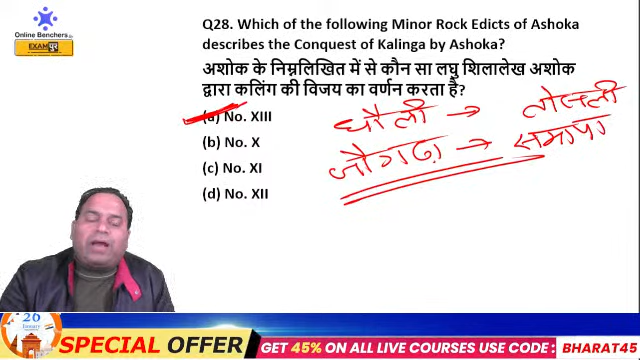 Online Benchers
EXAMपुर
Q28. Which of the following Minor Rock Edicts of Ashoka
describes the Conquest of Kalinga by Ashoka?
अशोक के निम्नलिखित में से कौन सा लघु शिलालेख अशोक
द्वारा कलिंग की विजय का वर्णन करता है?
(a) No. XIII
(b) No. X
(c) No. XI
(d) No. XII
धौली → तोसली
जौगढ़ा → समापा
26
January
SPECIAL OFFER
GET 45% ON ALL LIVE COURSES USE CODE : BHARAT45